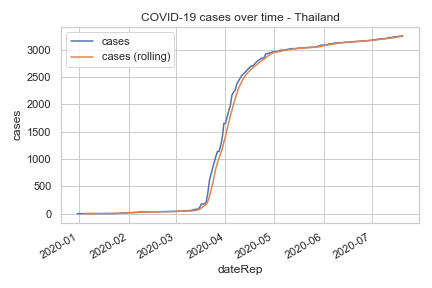 COVID-19 cases over time - Thailand
cases
cases (rolling)
3000
2500
2000
1500
1000
500
0
cases
2020-01
2020-02
2020-03
2020-04
2020-05
2020-06
2020-07
dateRep